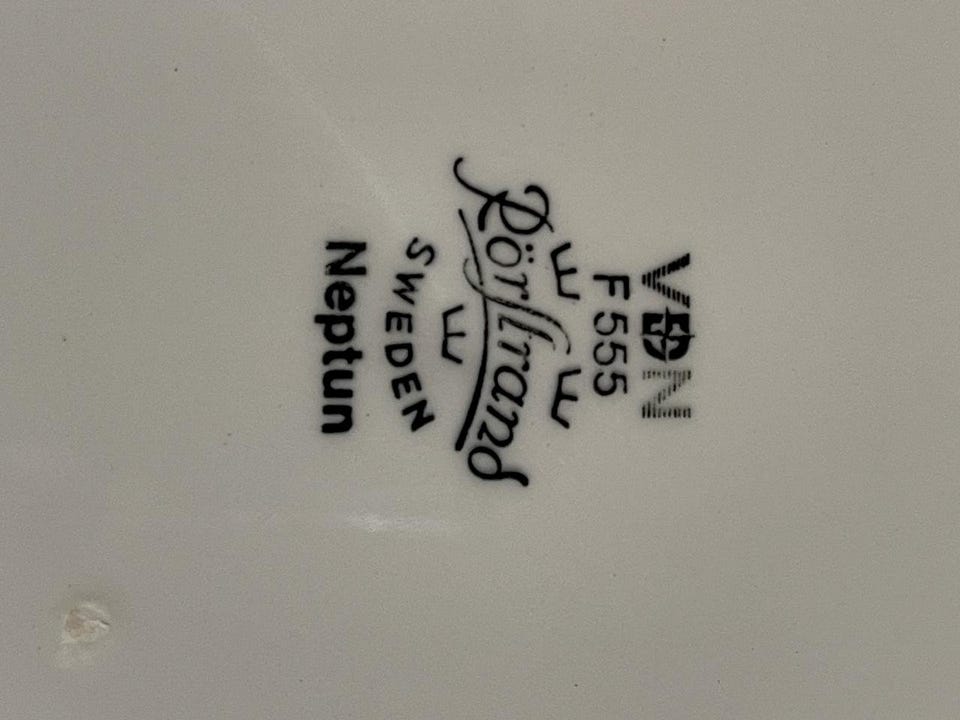 VDN
F 555
Rörstrand
SWEDEN
Neptun